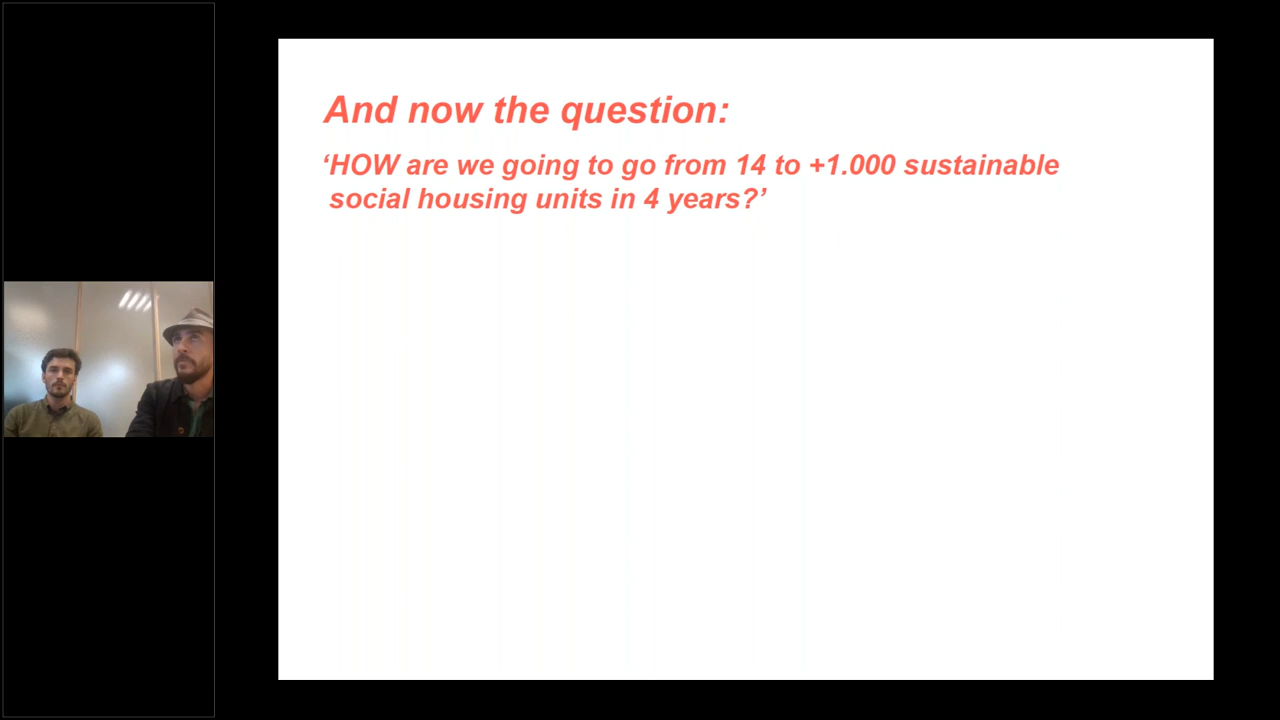 And now the question:
‘HOW are we going to go from 14 to +1.000 sustainable
social housing units in 4 years?’